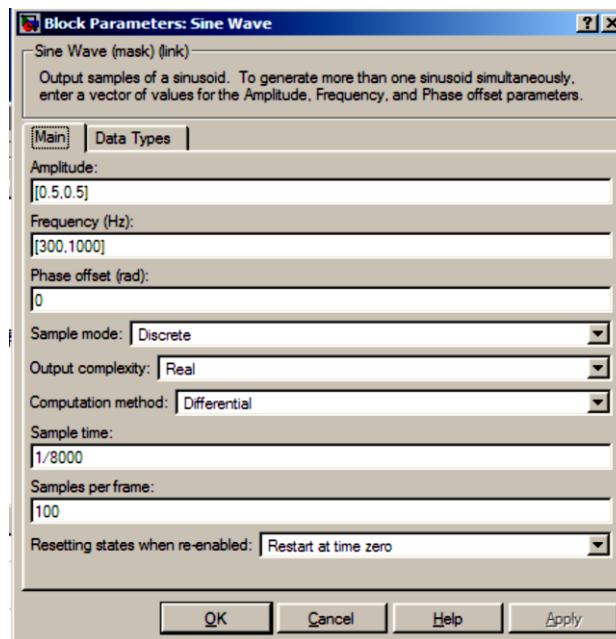 Block Parameters: Sine Wave
Sine Wave (mask) (link)
Output samples of a sinusoid. To generate more than one sinusoid simultaneously,
enter a vector of values for the Amplitude, Frequency, and Phase offset parameters.
Main
Data Types
Amplitude:
[0.5,0.5]
Frequency (Hz):
[300,1000]
Phase offset (rad):
0
Sample mode: Discrete
Output complexity: Real
Computation method: Differential
Sample time:
1/8000
Samples per frame:
100
Resetting states when re-enabled: Restart at time zero
OK Cancel Help Apply